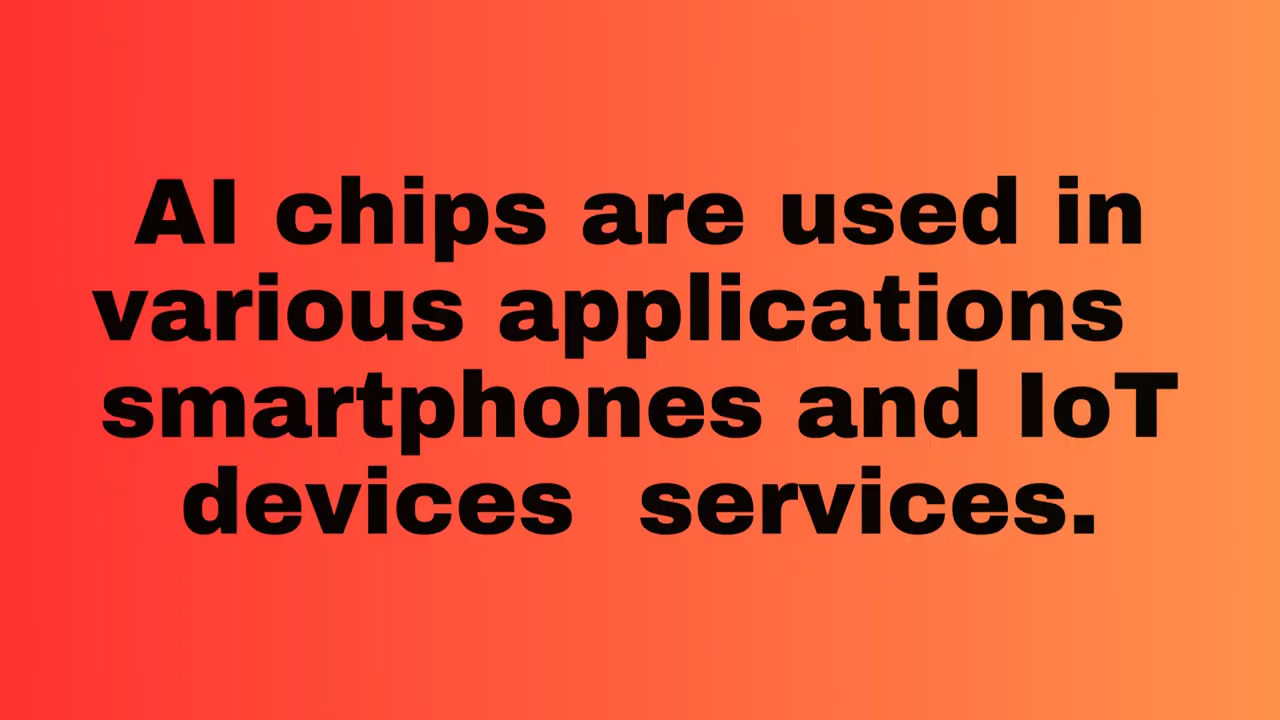 AI chips are used in
various applications
smartphones and IoT
devices  services.